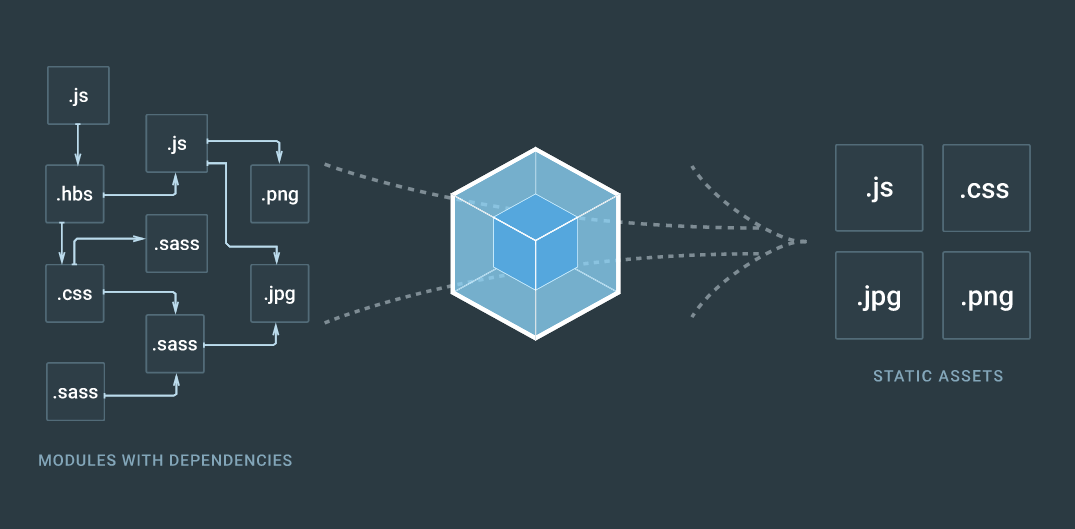 .js
.js
.hbs
.png
.sass
.css
.jpg
.sass
.sass
MODULES WITH DEPENDENCIES
.js
.css
.jpg
.png
STATIC ASSETS